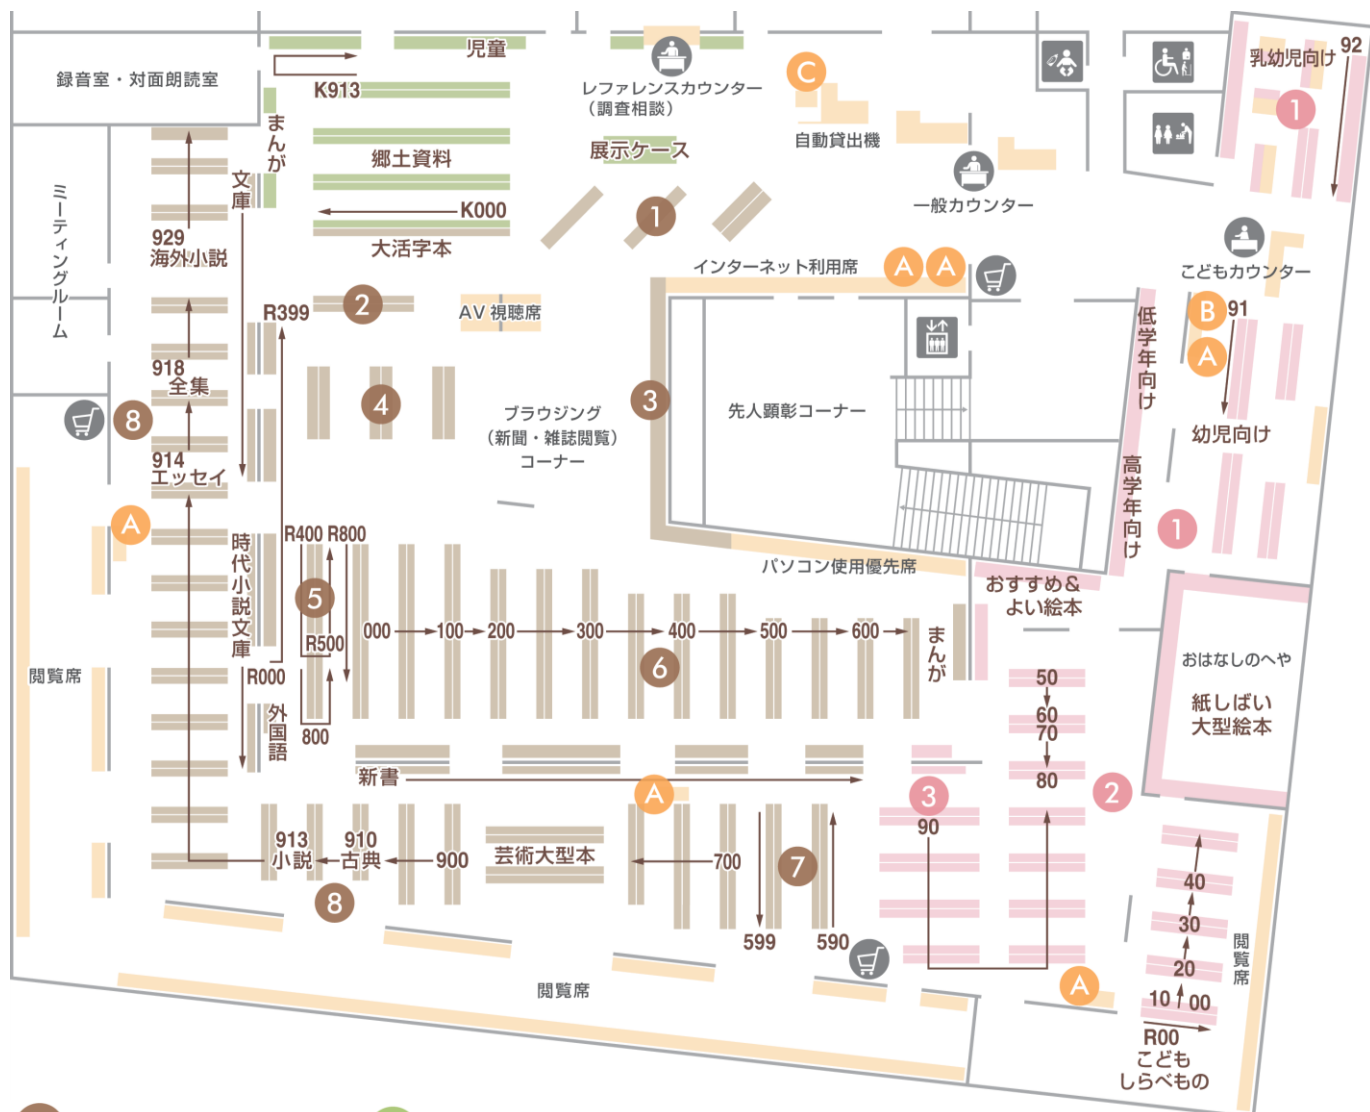 録音室・対面朗読室
児童
K913
まんが
郷土資料
K000
大活字本
文庫
929
海外小説
ミーティングルーム
レファレンスカウンター
(調査相談)
展示ケース
1
C
自動貸出機
一般カウンター
インターネット利用席
A
A
乳幼児向け
92
1
こどもカウンター
B
91
A
低学年向け
幼児向け
高学年向け
1
R399
2
AV 視聴席
918
全集
8
914
エッセイ
4
3
ブラウジング
(新聞・雑誌閲覧)
コーナー
先人顕彰コーナー
A
時代小説文庫
R400
R800
5
R500
R000
外国語
800
パソコン使用優先席
おすすめ&
よい絵本
000
100
200
300
400
500
600
6
まんが
閲覧席
50
60
70
80
おはなしのへや
紙しばい
大型絵本
新書
A
3
90
2
913
小説
910
古典
900
8
芸術大型本
700
7
599
590
閲覧席
A
40
30
20
10
00
R00
こども
しらべもの
閲覧席